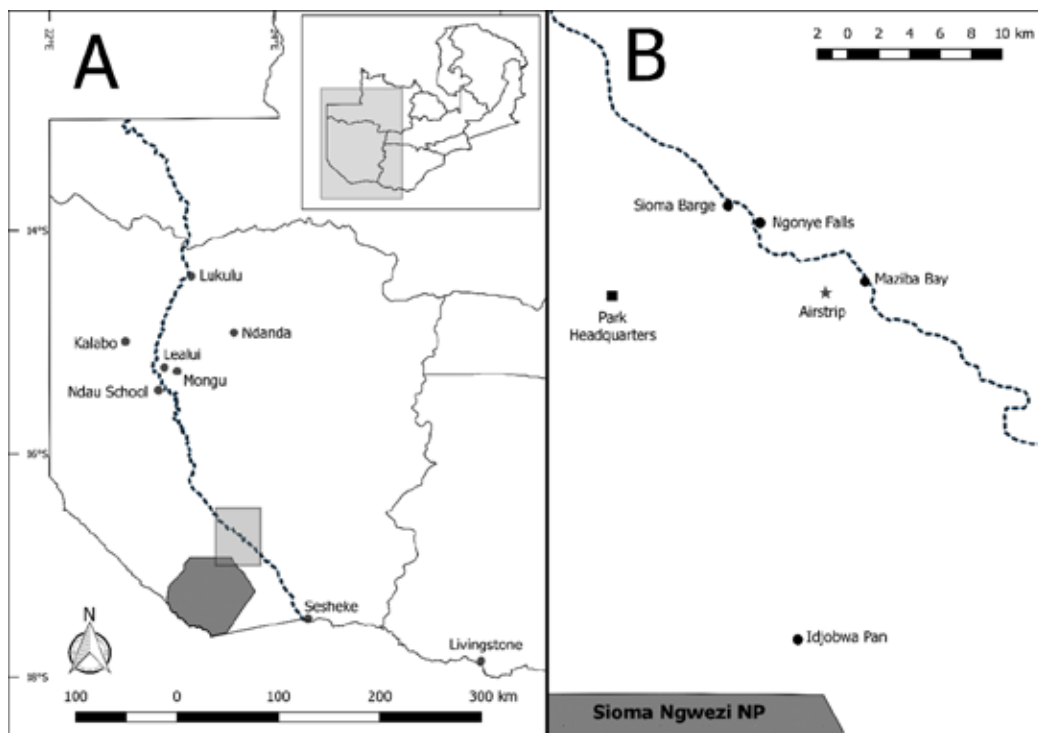 A
22°E
24°E
14°S
16°S
18°S
Lukulu
Ndanda
Kalabo
Lealui
Mongu
Ndau School
Sesheke
Livingstone
N
100 0 100 200 300 km
B
2 0 2 4 6 8 10 km
Sioma Barge
Ngonye Falls
Maziba Bay
Airstrip
Park
Headquarters
Idjobwa Pan
Sioma Ngwezi NP